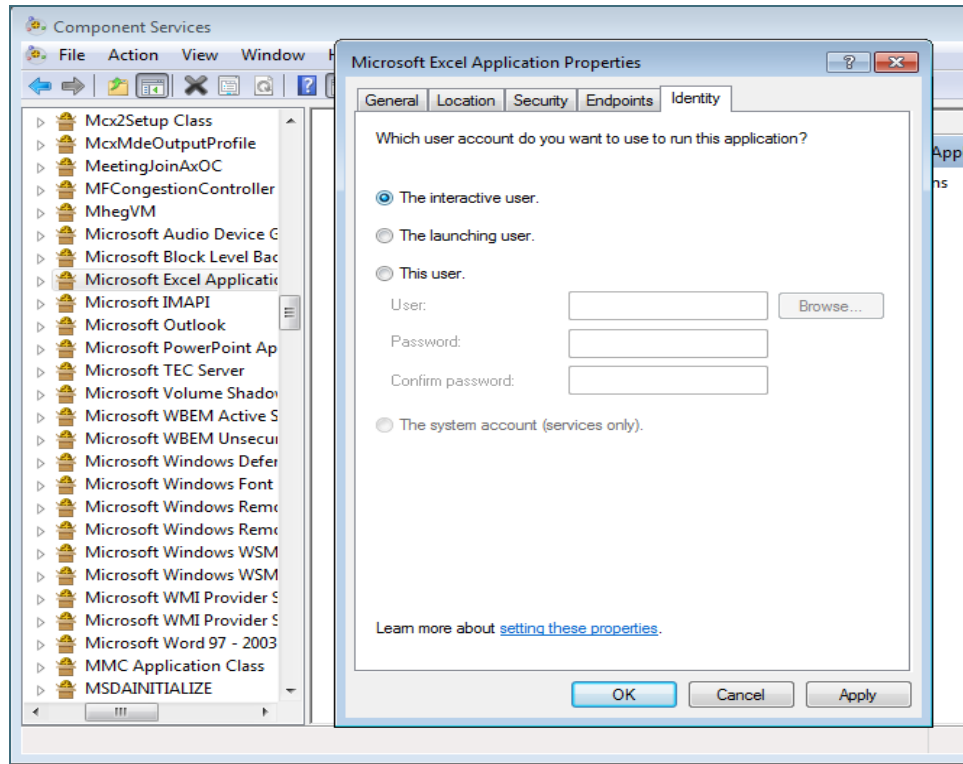 Component Services
File Action View Window H
Mcx2Setup Class
McxMdeOutputProfile
MeetingJoinAxOC
MFCongestionController
MhegVM
Microsoft Audio Device G
Microsoft Block Level Bac
Microsoft Excel Applicatic
Microsoft IMAPI
Microsoft Outlook
Microsoft PowerPoint Ap
Microsoft TEC Server
Microsoft Volume Shadov
Microsoft WBEM Active S
Microsoft WBEM Unsecur
Microsoft Windows Defer
Microsoft Windows Font
Microsoft Windows Remo
Microsoft Windows Remo
Microsoft Windows WSM
Microsoft Windows WSM
Microsoft WMI Provider S
Microsoft WMI Provider S
Microsoft Word 97 - 2003
MMC Application Class
MSDAINITIALIZE
Microsoft Excel Application Properties
General Location Security Endpoints Identity
Which user account do you want to use to run this application?
The interactive user.
The launching user.
This user.
User:
Browse...
Password:
Confirm password:
The system account (services only).
Learn more about setting these properties.
OK Cancel Apply
App
ns